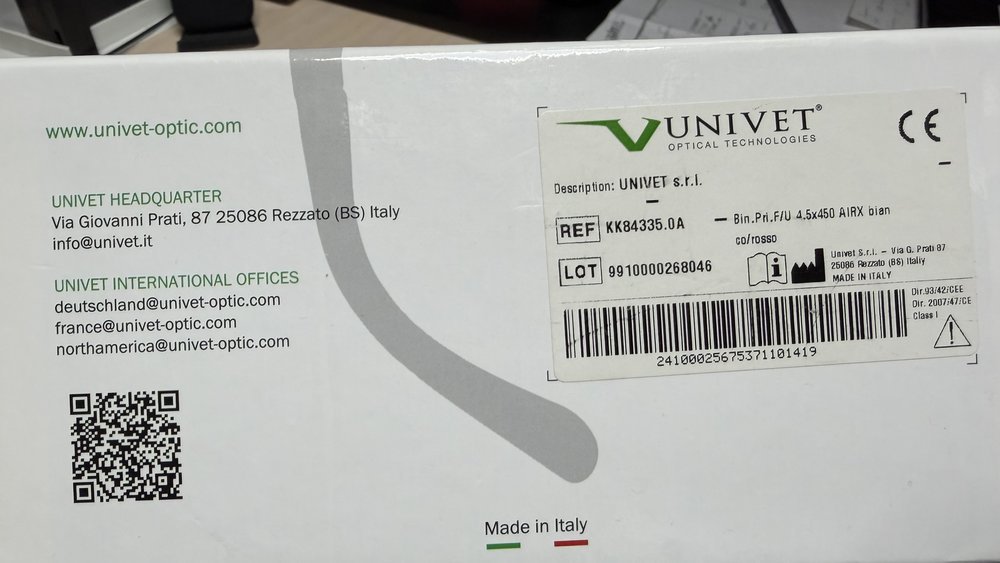 www.univet-optic.com
UNIVET HEADQUARTER
Via Giovanni Prati, 87 25086 Rezzato (BS) Italy
info@univet.it
UNIVET INTERNATIONAL OFFICES
deutschland@univet-optic.com
france@univet-optic.com
northamerica@univet-optic.com
UNIVET®
OPTICAL TECHNOLOGIES
CE
Description: UNIVET s.r.l.
REF KK84335.0A
Bin.Pri.F/U 4.5x450 AIRX bian
co/rosso
LOT 9910000268046
Univet S.r.l. - Via G. Prati 87
25086 Rezzato (BS) Italiy
MADE IN ITALY
Dir.93/42/CEE
Dir. 2007/47/CE
Class I
24100025675371101419
Made in Italy